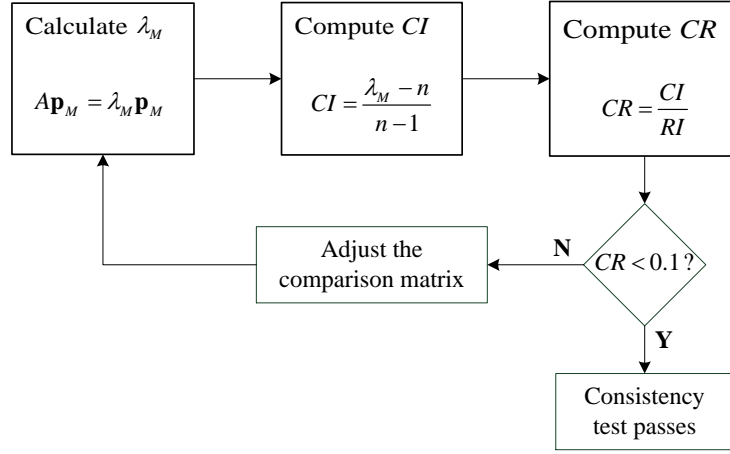 Calculate λ_M
A𝐩_M = λ_M 𝐩_M
Compute CI
CI = (λ_M − n) / (n − 1)
Compute CR
CR = CI / RI
CR < 0.1 ?
N
Adjust the
comparison matrix
Y
Consistency
test passes